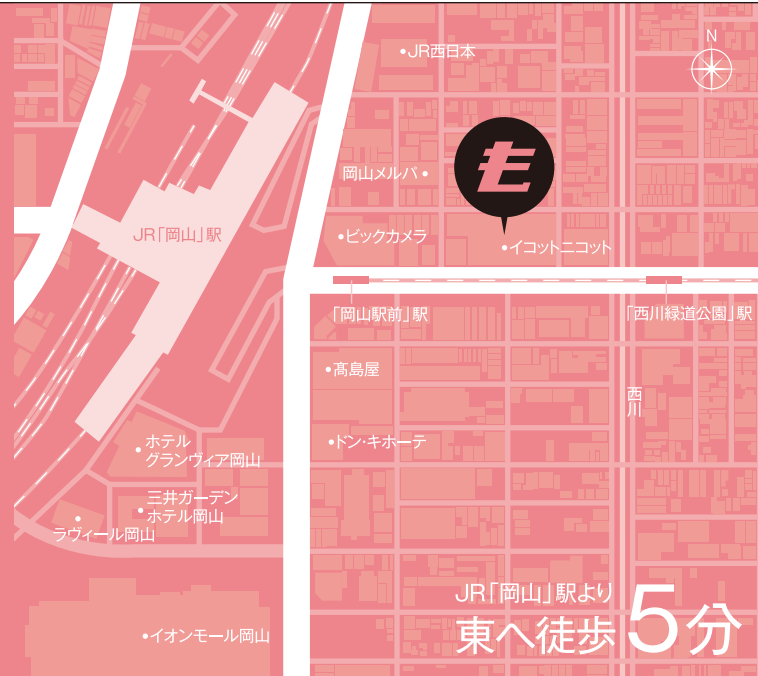 JR西日本
N
岡山メルパ
JR「岡山」駅
ビックカメラ
イコットニコット
「岡山駅前」駅
「西川緑道公園」駅
髙島屋
西川
ドン・キホーテ
ホテル
グランヴィア岡山
三井ガーデン
ホテル岡山
ラヴィール岡山
イオンモール岡山
JR「岡山」駅より
東へ徒歩5分